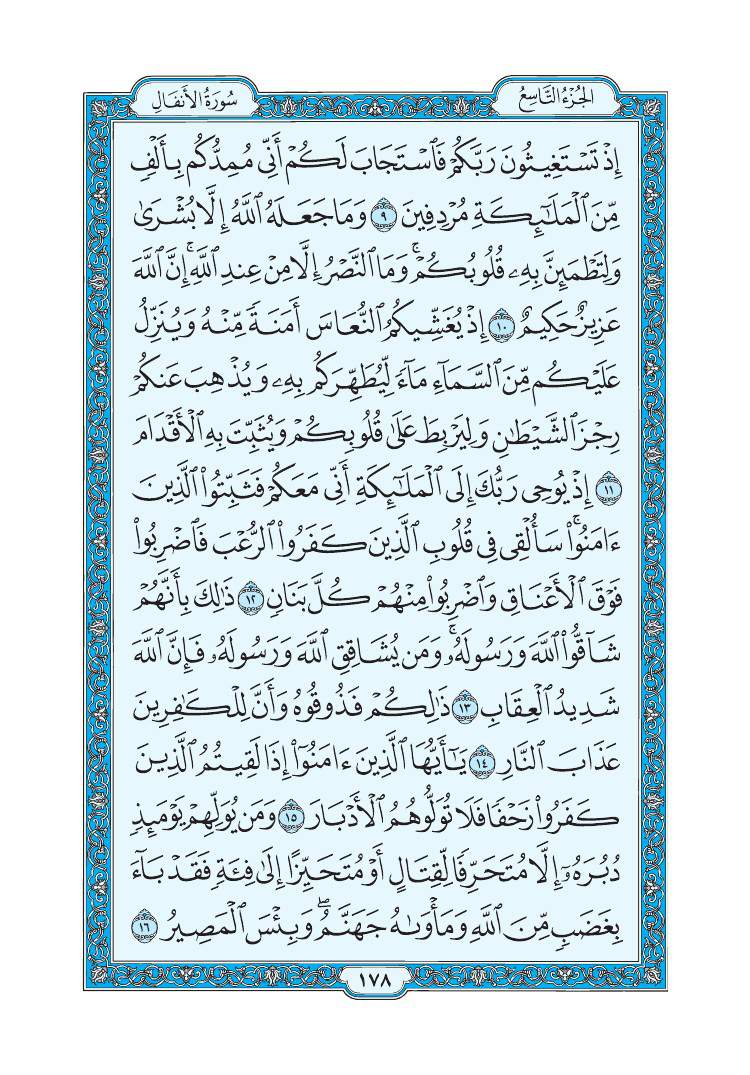 الجُزْءُ التَّاسِعُ
سُورَةُ الأَنفَالِ
إِذْ تَسْتَغِيثُونَ رَبَّكُمْ فَٱسْتَجَابَ لَكُمْ أَنِّي مُمِدُّكُم بِأَلْفٍ
مِّنَ ٱلْمَلَٰٓئِكَةِ مُرْدِفِينَ ٩ وَمَا جَعَلَهُ ٱللَّهُ إِلَّا بُشْرَىٰ
وَلِتَطْمَئِنَّ بِهِۦ قُلُوبُكُمْۚ وَمَا ٱلنَّصْرُ إِلَّا مِنْ عِندِ ٱللَّهِۚ إِنَّ ٱللَّهَ
عَزِيزٌ حَكِيمٌ ١٠ إِذْ يُغَشِّيكُمُ ٱلنُّعَاسَ أَمَنَةً مِّنْهُ وَيُنَزِّلُ
عَلَيْكُم مِّنَ ٱلسَّمَآءِ مَآءً لِّيُطَهِّرَكُم بِهِۦ وَيُذْهِبَ عَنكُمْ
رِجْزَ ٱلشَّيْطَٰنِ وَلِيَرْبِطَ عَلَىٰ قُلُوبِكُمْ وَيُثَبِّتَ بِهِ ٱلْأَقْدَامَ
١١ إِذْ يُوحِي رَبُّكَ إِلَى ٱلْمَلَٰٓئِكَةِ أَنِّي مَعَكُمْ فَثَبِّتُواْ ٱلَّذِينَ
ءَامَنُواْۚ سَأُلْقِي فِي قُلُوبِ ٱلَّذِينَ كَفَرُواْ ٱلرُّعْبَ فَٱضْرِبُواْ
فَوْقَ ٱلْأَعْنَاقِ وَٱضْرِبُواْ مِنْهُمْ كُلَّ بَنَانٍ ١٢ ذَٰلِكَ بِأَنَّهُمْ
شَآقُّواْ ٱللَّهَ وَرَسُولَهُۥۚ وَمَن يُشَاقِقِ ٱللَّهَ وَرَسُولَهُۥ فَإِنَّ ٱللَّهَ
شَدِيدُ ٱلْعِقَابِ ١٣ ذَٰلِكُمْ فَذُوقُوهُ وَأَنَّ لِلْكَٰفِرِينَ
عَذَابَ ٱلنَّارِ ١٤ يَٰٓأَيُّهَا ٱلَّذِينَ ءَامَنُوٓاْ إِذَا لَقِيتُمُ ٱلَّذِينَ
كَفَرُواْ زَحْفًا فَلَا تُوَلُّوهُمُ ٱلْأَدْبَارَ ١٥ وَمَن يُوَلِّهِمْ يَوْمَئِذٍ
دُبُرَهُۥٓ إِلَّا مُتَحَرِّفًا لِّقِتَالٍ أَوْ مُتَحَيِّزًا إِلَىٰ فِئَةٍ فَقَدْ بَآءَ
بِغَضَبٍ مِّنَ ٱللَّهِ وَمَأْوَىٰهُ جَهَنَّمُۖ وَبِئْسَ ٱلْمَصِيرُ ١٦
١٧٨